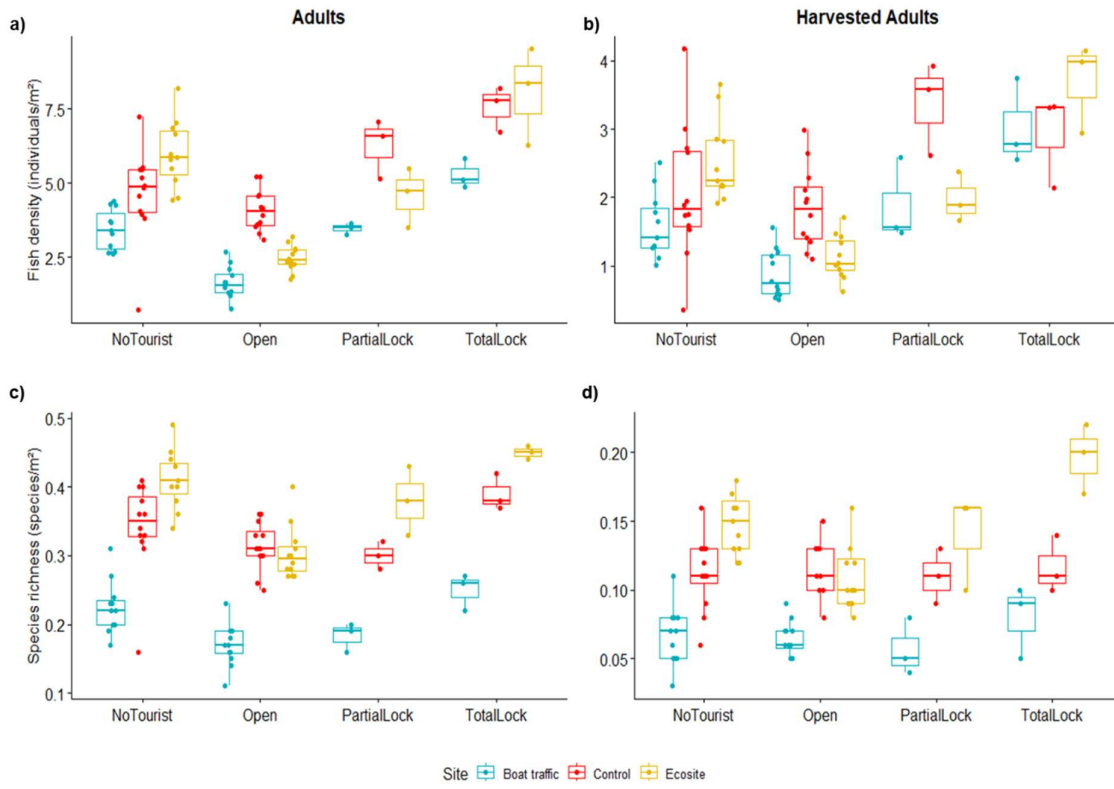 Adults
Harvested Adults
a)
b)
Fish density (individuals/m²)
7.5
5.0
2.5
4
3
2
1
NoTourist Open PartialLock TotalLock
NoTourist Open PartialLock TotalLock
c)
d)
Species richness (species/m²)
0.5
0.4
0.3
0.2
0.1
0.20
0.15
0.10
0.05
NoTourist Open PartialLock TotalLock
NoTourist Open PartialLock TotalLock
Site Boat traffic Control Ecosite